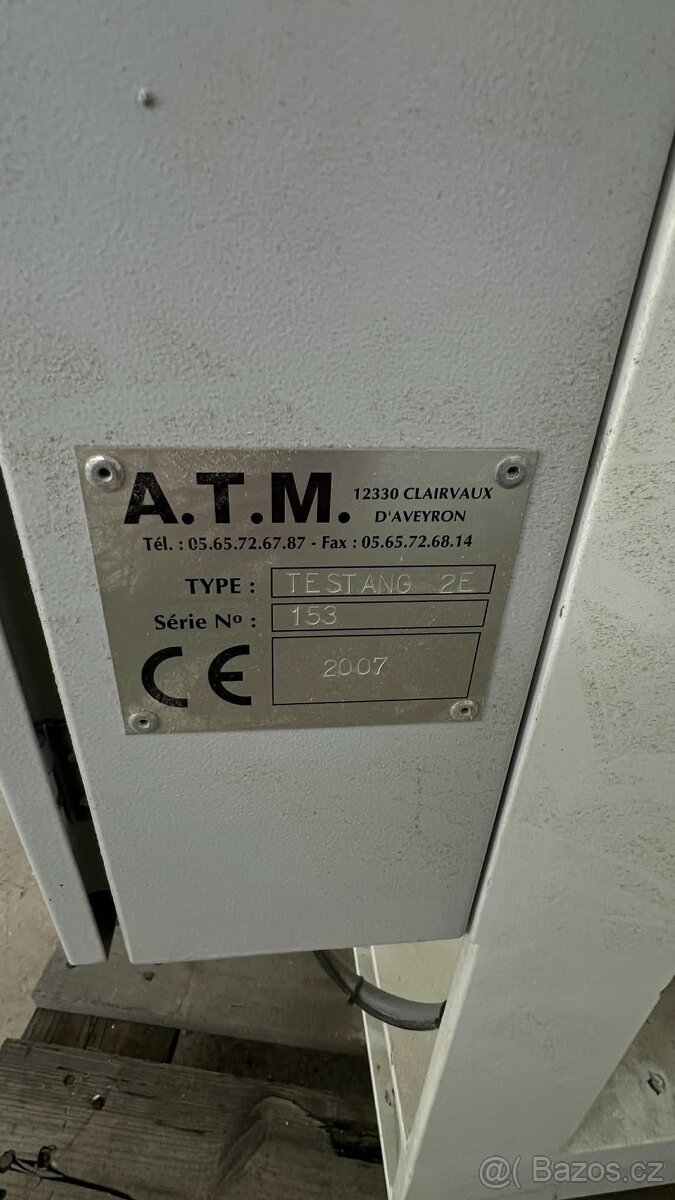 A.T.M. 12330 CLAIRVAUX
D'AVEYRON
Tél. : 05.65.72.67.87 - Fax : 05.65.72.68.14
TYPE : TESTANG 2E
Série No : 153
CE 2007
@( Bazos.cz